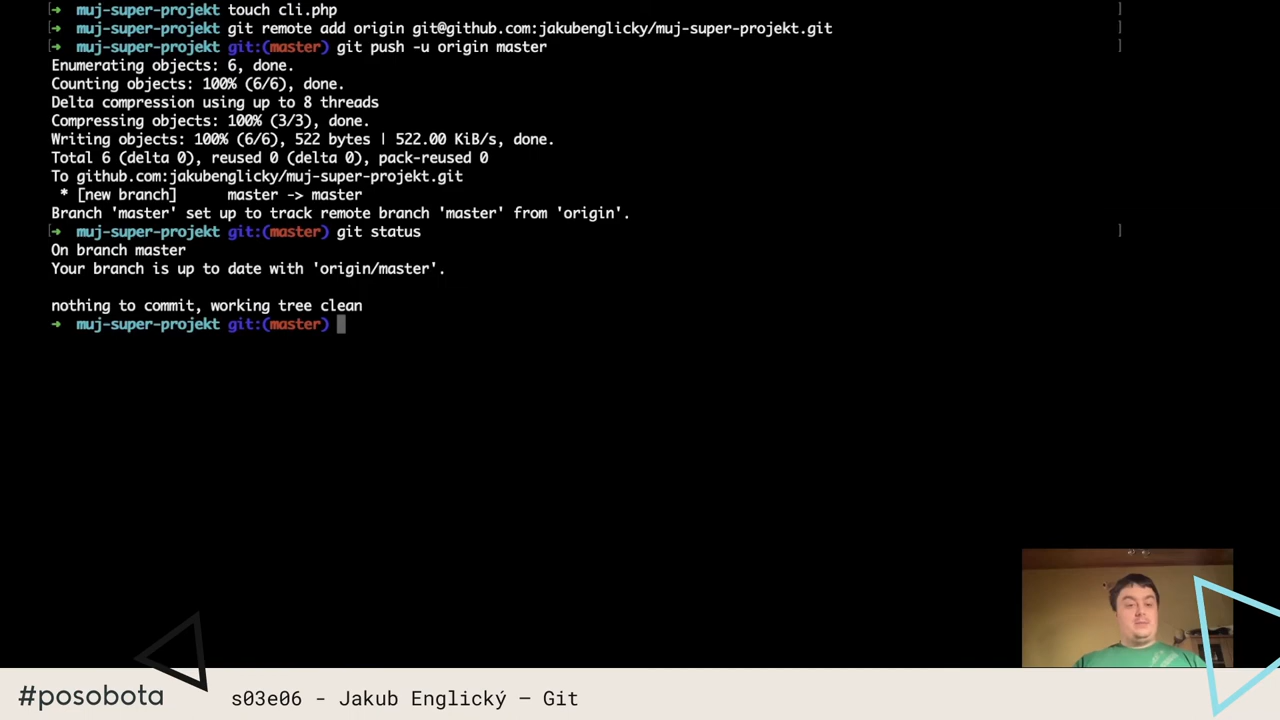 [➜  muj-super-projekt touch cli.php ]
[➜  muj-super-projekt git remote add origin git@github.com:jakubenglicky/muj-super-projekt.git ]
[➜  muj-super-projekt git:(master) git push -u origin master ]
Enumerating objects: 6, done.
Counting objects: 100% (6/6), done.
Delta compression using up to 8 threads
Compressing objects: 100% (3/3), done.
Writing objects: 100% (6/6), 522 bytes | 522.00 KiB/s, done.
Total 6 (delta 0), reused 0 (delta 0), pack-reused 0
To github.com:jakubenglicky/muj-super-projekt.git
 * [new branch]      master -> master
Branch 'master' set up to track remote branch 'master' from 'origin'.
[➜  muj-super-projekt git:(master) git status ]
On branch master
Your branch is up to date with 'origin/master'.
nothing to commit, working tree clean
➜  muj-super-projekt git:(master)
#posobota s03e06 - Jakub Englický – Git